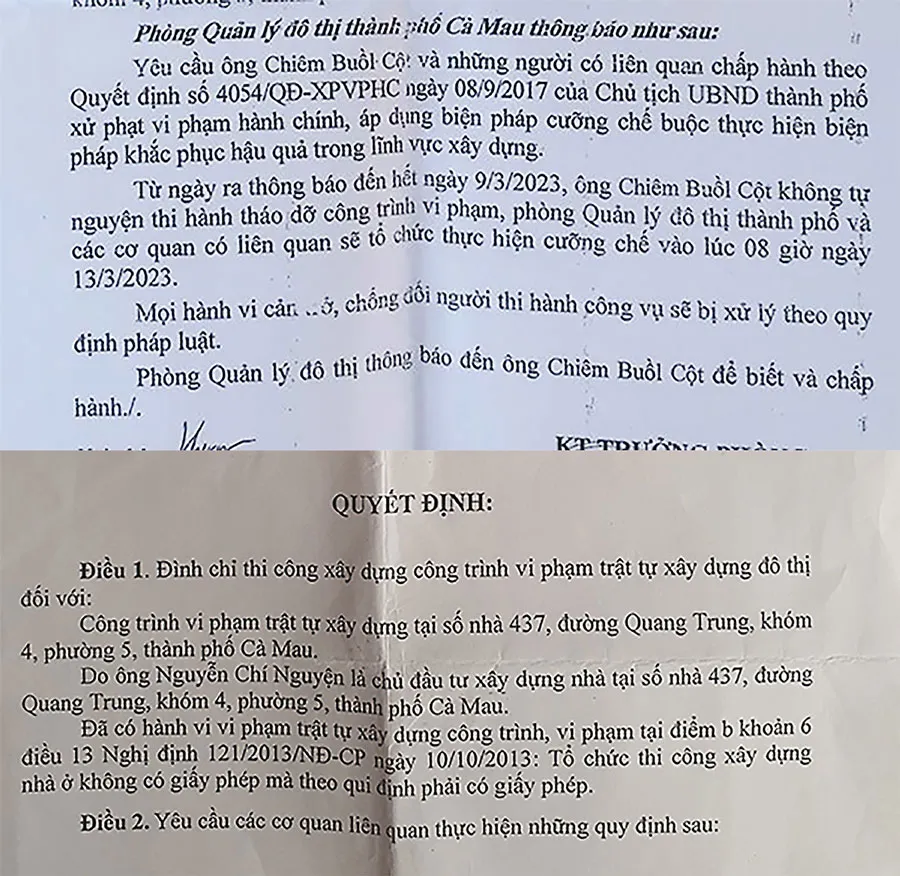 khóm 4, phường
Phòng Quản lý đô thị thành phố Cà Mau thông báo như sau:
Yêu cầu ông Chiêm Buồl Cột và những người có liên quan chấp hành theo
Quyết định số 4054/QĐ-XPVPHC ngày 08/9/2017 của Chủ tịch UBND thành phố
xử phạt vi phạm hành chính, áp dụng biện pháp cưỡng chế buộc thực hiện biện
pháp khắc phục hậu quả trong lĩnh vực xây dựng.
Từ ngày ra thông báo đến hết ngày 9/3/2023, ông Chiêm Buồl Cột không tự
nguyện thi hành tháo dỡ công trình vi phạm, phòng Quản lý đô thị thành phố và
các cơ quan có liên quan sẽ tổ chức thực hiện cưỡng chế vào lúc 08 giờ ngày
13/3/2023.
Mọi hành vi cản trở, chống đối người thi hành công vụ sẽ bị xử lý theo quy
định pháp luật.
Phòng Quản lý đô thị thông báo đến ông Chiêm Buồl Cột để biết và chấp
hành./.
KT.TRƯỞNG PHÒNG
QUYẾT ĐỊNH:
Điều 1. Đình chỉ thi công xây dựng công trình vi phạm trật tự xây dựng đô thị
đối với:
Công trình vi phạm trật tự xây dựng tại số nhà 437, đường Quang Trung, khóm
4, phường 5, thành phố Cà Mau.
Do ông Nguyễn Chí Nguyện là chủ đầu tư xây dựng nhà tại số nhà 437, đường
Quang Trung, khóm 4, phường 5, thành phố Cà Mau.
Đã có hành vi vi phạm trật tự xây dựng công trình, vi phạm tại điểm b khoản 6
điều 13 Nghị định 121/2013/NĐ-CP ngày 10/10/2013: Tổ chức thi công xây dựng
nhà ở không có giấy phép mà theo qui định phải có giấy phép.
Điều 2. Yêu cầu các cơ quan liên quan thực hiện những quy định sau: